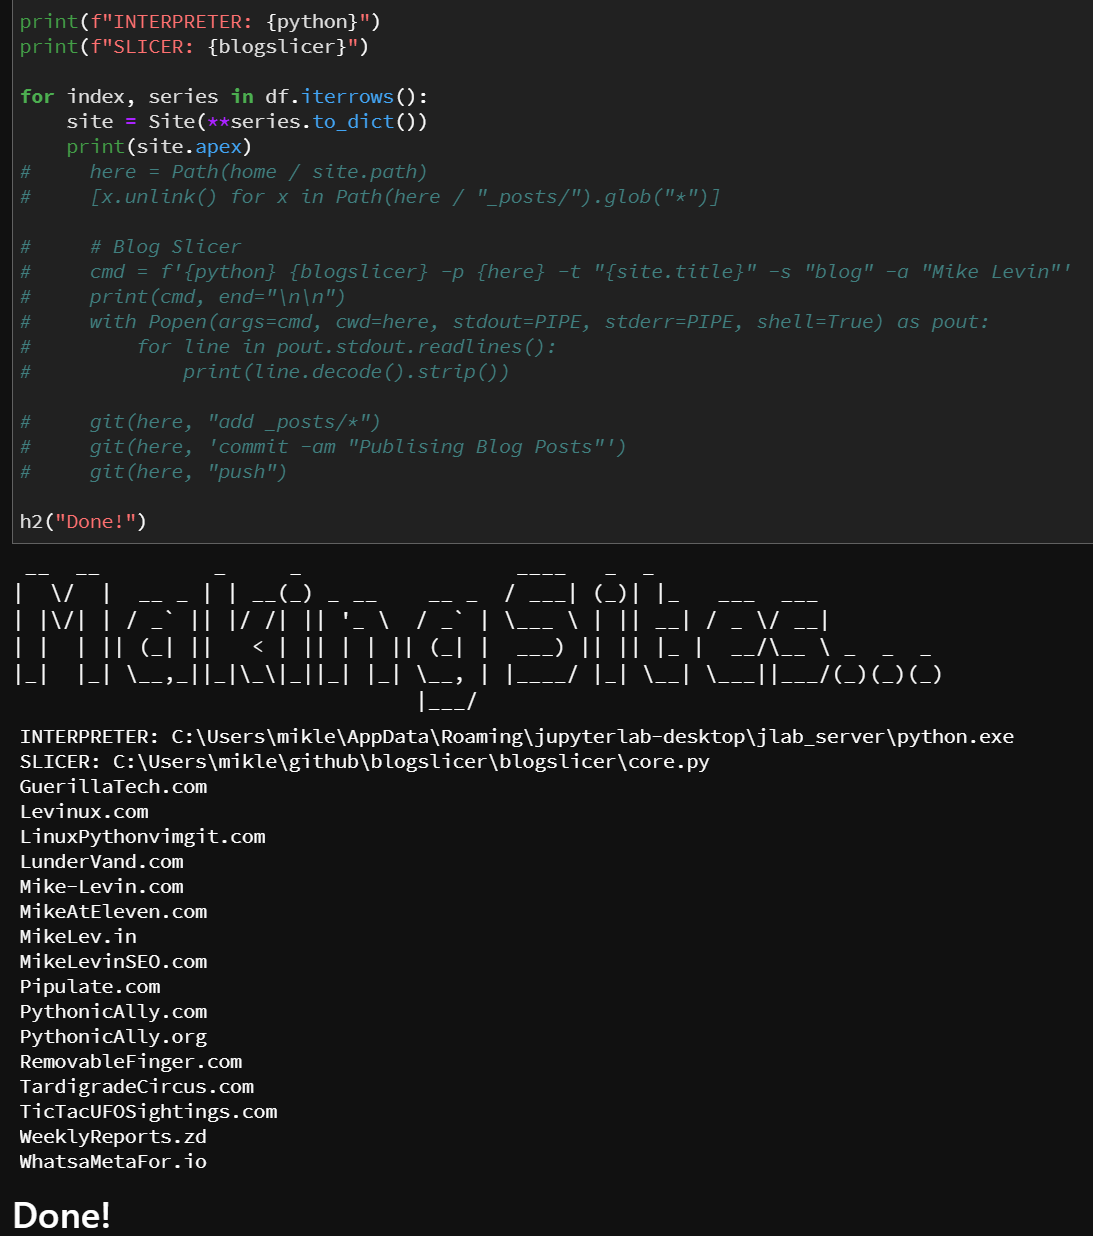 print(f"INTERPRETER: {python}")
print(f"SLICER: {blogslicer}")

for index, series in df.iterrows():
    site = Site(**series.to_dict())
    print(site.apex)
#     here = Path(home / site.path)
#     [x.unlink() for x in Path(here / "_posts/").glob("*")]

#     # Blog Slicer
#     cmd = f'{python} {blogslicer} -p {here} -t "{site.title}" -s "blog" -a "Mike Levin"'
#     print(cmd, end="\n\n")
#     with Popen(args=cmd, cwd=here, stdout=PIPE, stderr=PIPE, shell=True) as pout:
#         for line in pout.stdout.readlines():
#             print(line.decode().strip())

#     git(here, "add _posts/*")
#     git(here, 'commit -am "Publising Blog Posts"')
#     git(here, "push")

h2("Done!")
Making Sites...
INTERPRETER: C:\Users\mikle\AppData\Roaming\jupyterlab-desktop\jlab_server\python.exe
SLICER: C:\Users\mikle\github\blogslicer\blogslicer\core.py
GuerillaTech.com
Levinux.com
LinuxPythonvimgit.com
LunderVand.com
Mike-Levin.com
MikeAtEleven.com
MikeLev.in
MikeLevinSEO.com
Pipulate.com
PythonicAlly.com
PythonicAlly.org
RemovableFinger.com
TardigradeCircus.com
TicTacUFOSightings.com
WeeklyReports.zd
WhatsaMetaFor.io
Done!